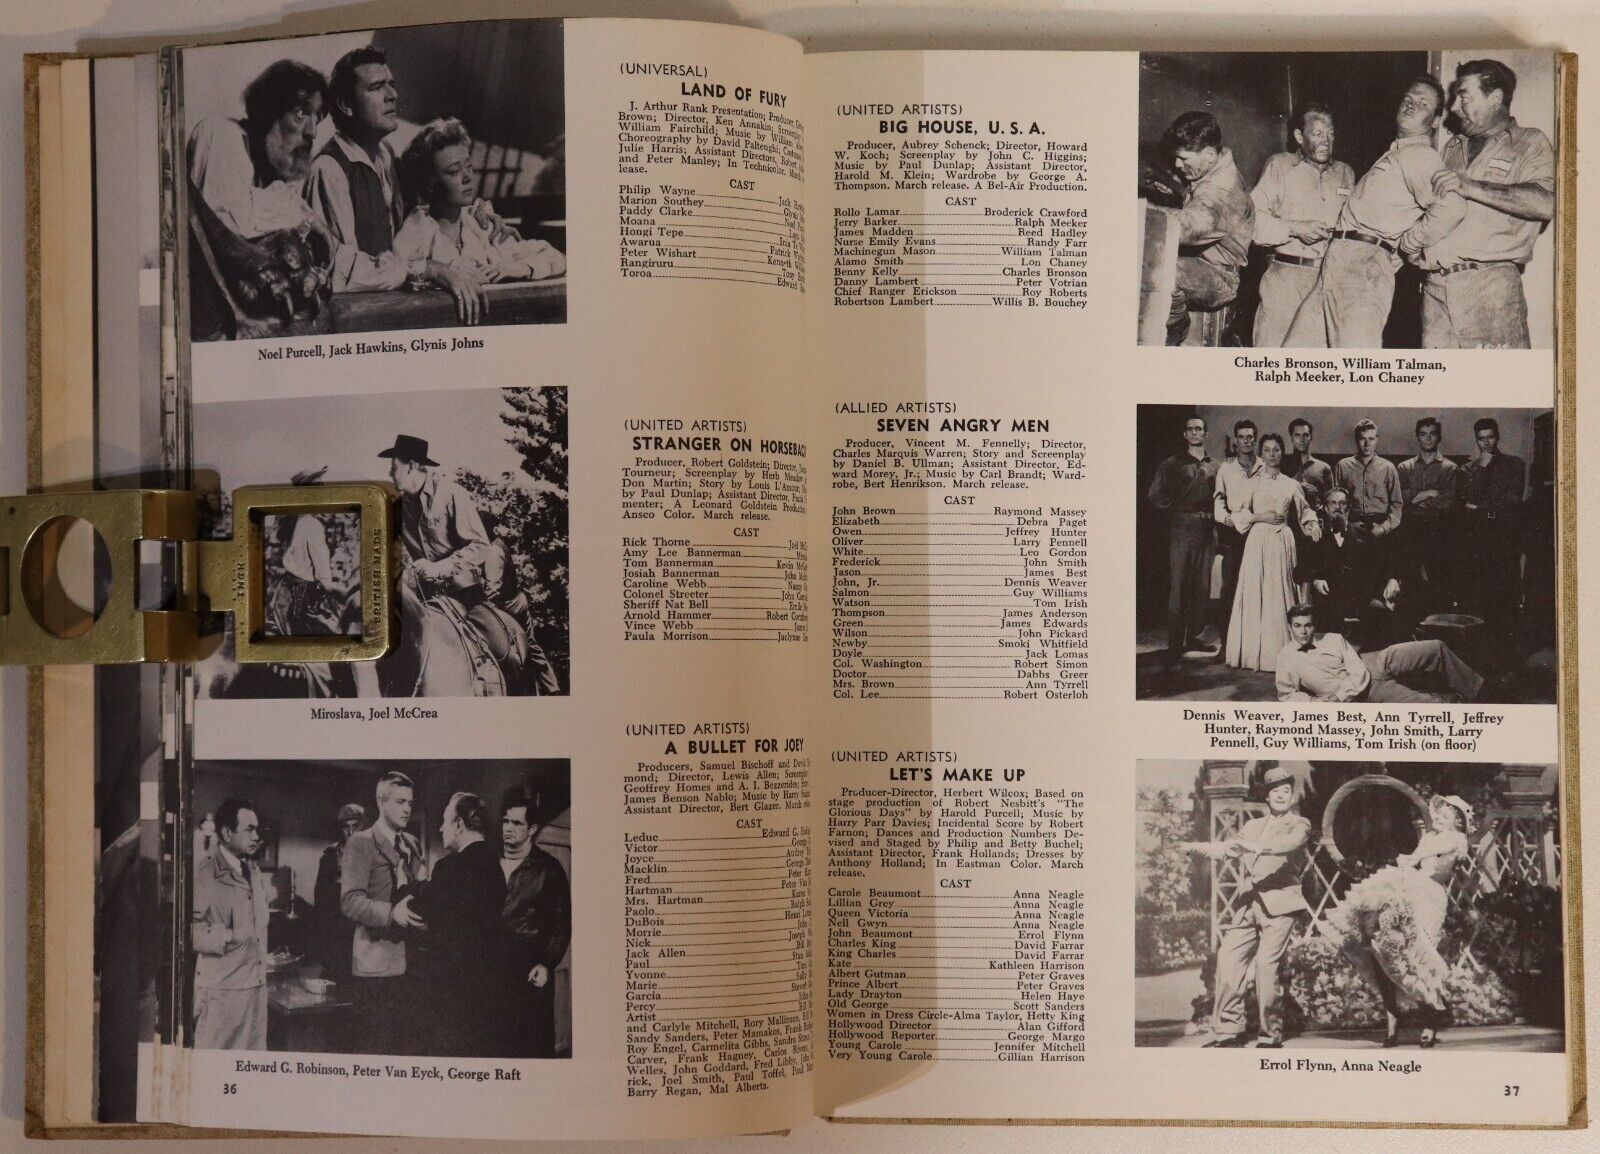 (UNIVERSAL)
LAND OF FURY
J. Arthur Rank Presentation; Producer,
Brown; Director, Ken Annakin; Screenplay
William Fairchild; Music by William
Choreography by David Paltenghi;
Julie Harris; Assistant Directors, Robert
and Peter Manley; In Technicolor. March
lease.
CAST
Philip Wayne
Marion Southey
Paddy Clarke
Moana
Hongi Tepe
Awarua
Peter Wishart
Rangiruru
Toroa
Noel Purcell, Jack Hawkins, Glynis Johns
(UNITED ARTISTS)
STRANGER ON HORSEBACK
Producer, Robert Goldstein; Director,
Tourneur; Screenplay by Herb Meadow
Don Martin; Story by Louis L'Amour;
by Paul Dunlap; Assistant Director,
menter; A Leonard Goldstein Production
Ansco Color. March release.
CAST
Rick Thorne
Amy Lee Bannerman
Tom Bannerman
Josiah Bannerman
Caroline Webb
Colonel Streeter
Sheriff Nat Bell
Arnold Hammer
Vince Webb
Paula Morrison
BRITISH MADE
Miroslava, Joel McCrea
(UNITED ARTISTS)
A BULLET FOR JOEY
Producers, Samuel Bischoff and David
mond; Director, Lewis Allen;
Geoffrey Homes and A. I. Bezzerides;
James Benson Nablo; Music by Harry
Assistant Director, Bert Glazer. March
CAST
Leduc Edward G.
Victor George
Joyce
Macklin
Fred
Hartman Peter Van
Mrs. Hartman
Paolo
DuBois
Morrie
Nick
Jack Allen
Paul
Yvonne
Marie
Garcia
Percy
Artist
and Carlyle Mitchell, Rory Mallinson,
Sandy Sanders, Peter Mamakos,
Roy Engel, Carmelita Gibbs, Sandra
Carver, Frank Hagney, Carlos
Welles, John Goddard, Fred Libby,
rick, Joel Smith, Paul Toffel,
Barry Regan, Mal Alberts.
Edward G. Robinson, Peter Van Eyck, George Raft
36
(UNITED ARTISTS)
BIG HOUSE, U. S. A.
Producer, Aubrey Schenck; Director, Howard
W. Koch; Screenplay by John C. Higgins;
Music by Paul Dunlap; Assistant Director,
Harold M. Klein; Wardrobe by George A.
Thompson. March release. A Bel-Air Production.
CAST
Rollo Lamar Broderick Crawford
Jerry Barker Ralph Meeker
James Madden Reed Hadley
Nurse Emily Evans Randy Farr
Machinegun Mason William Talman
Alamo Smith Lon Chaney
Benny Kelly Charles Bronson
Danny Lambert Peter Votrian
Chief Ranger Erickson Roy Roberts
Robertson Lambert Willis B. Bouchey
Charles Bronson, William Talman,
Ralph Meeker, Lon Chaney
(ALLIED ARTISTS)
SEVEN ANGRY MEN
Producer, Vincent M. Fennelly; Director,
Charles Marquis Warren; Story and Screenplay
by Daniel B. Ullman; Assistant Director, Ed-
ward Morey, Jr.; Music by Carl Brandt; Ward-
robe, Bert Henrikson. March release.
CAST
John Brown Raymond Massey
Elizabeth Debra Paget
Owen Jeffrey Hunter
Oliver Larry Pennell
White Leo Gordon
Frederick John Smith
Jason James Best
John, Jr. Dennis Weaver
Salmon Guy Williams
Watson Tom Irish
Thompson James Anderson
Green James Edwards
Wilson John Pickard
Newby Smoki Whitfield
Doyle Jack Lomas
Col. Washington Robert Simon
Doctor Dabbs Greer
Mrs. Brown Ann Tyrrell
Col. Lee Robert Osterloh
Dennis Weaver, James Best, Ann Tyrrell, Jeffrey
Hunter, Raymond Massey, John Smith, Larry
Pennell, Guy Williams, Tom Irish (on floor)
(UNITED ARTISTS)
LET'S MAKE UP
Producer-Director, Herbert Wilcox; Based on
stage production of Robert Nesbitt's "The
Glorious Days" by Harold Purcell; Music by
Harry Parr Davies; Incidental Score by Robert
Farnon; Dances and Production Numbers De-
vised and Staged by Philip and Betty Buchel;
Assistant Director, Frank Hollands; Dresses by
Anthony Holland; In Eastman Color. March
release.
CAST
Carole Beaumont Anna Neagle
Lillian Grey Anna Neagle
Queen Victoria Anna Neagle
Nell Gwyn Anna Neagle
John Beaumont Errol Flynn
Charles King David Farrar
King Charles David Farrar
Kate Kathleen Harrison
Albert Gutman Peter Graves
Prince Albert Peter Graves
Lady Drayton Helen Haye
Old George Scott Sanders
Women in Dress Circle-Alma Taylor, Hetty King
Hollywood Director Alan Gifford
Hollywood Reporter George Margo
Young Carole Jennifer Mitchell
Very Young Carole Gillian Harrison
Errol Flynn, Anna Neagle
37